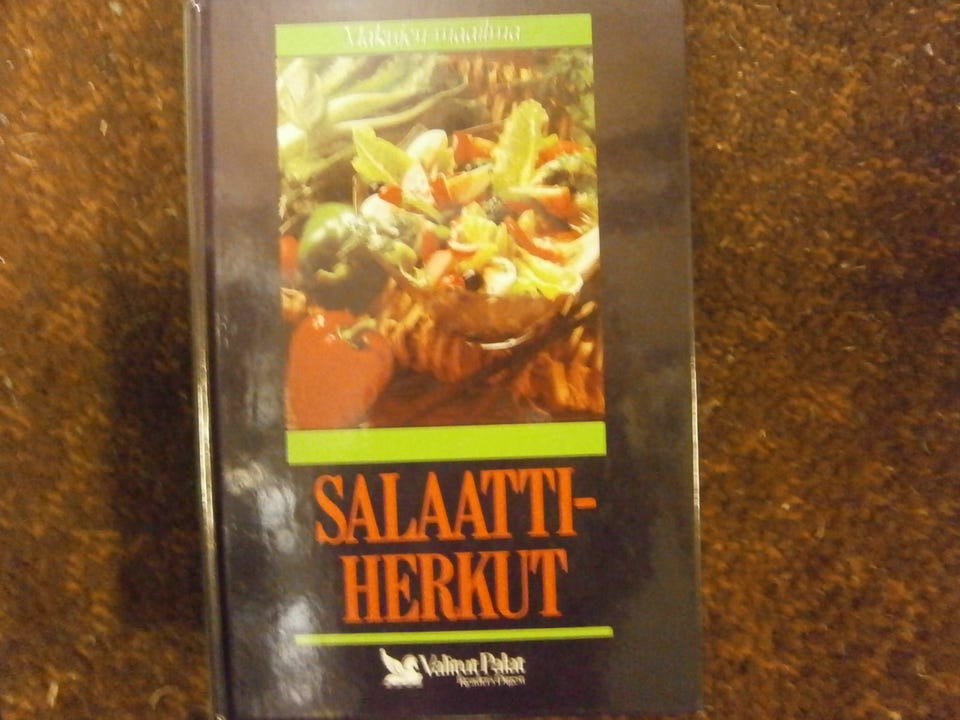 Makujen maailma
SALAATTI-
HERKUT
Valitut Palat
Reader's Digest